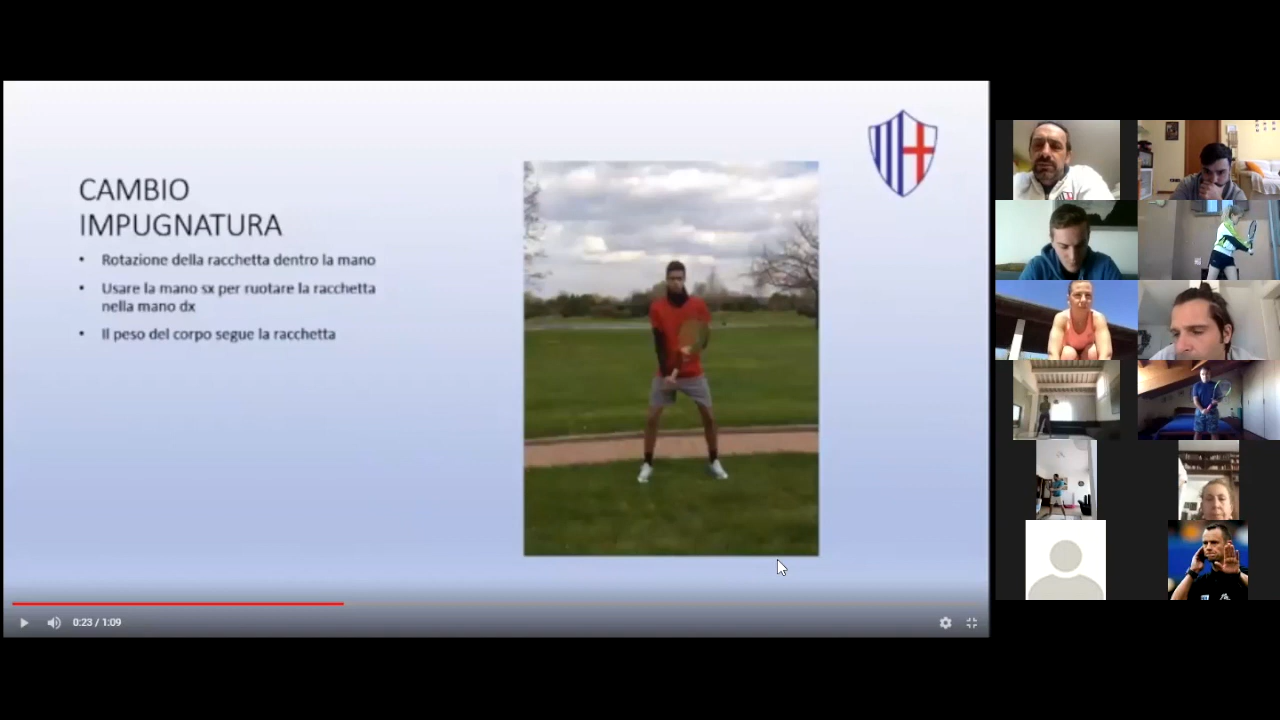 CAMBIO
IMPUGNATURA
• Rotazione della racchetta dentro la mano
• Usare la mano sx per ruotare la racchetta
nella mano dx
• Il peso del corpo segue la racchetta
0:23 / 1:09